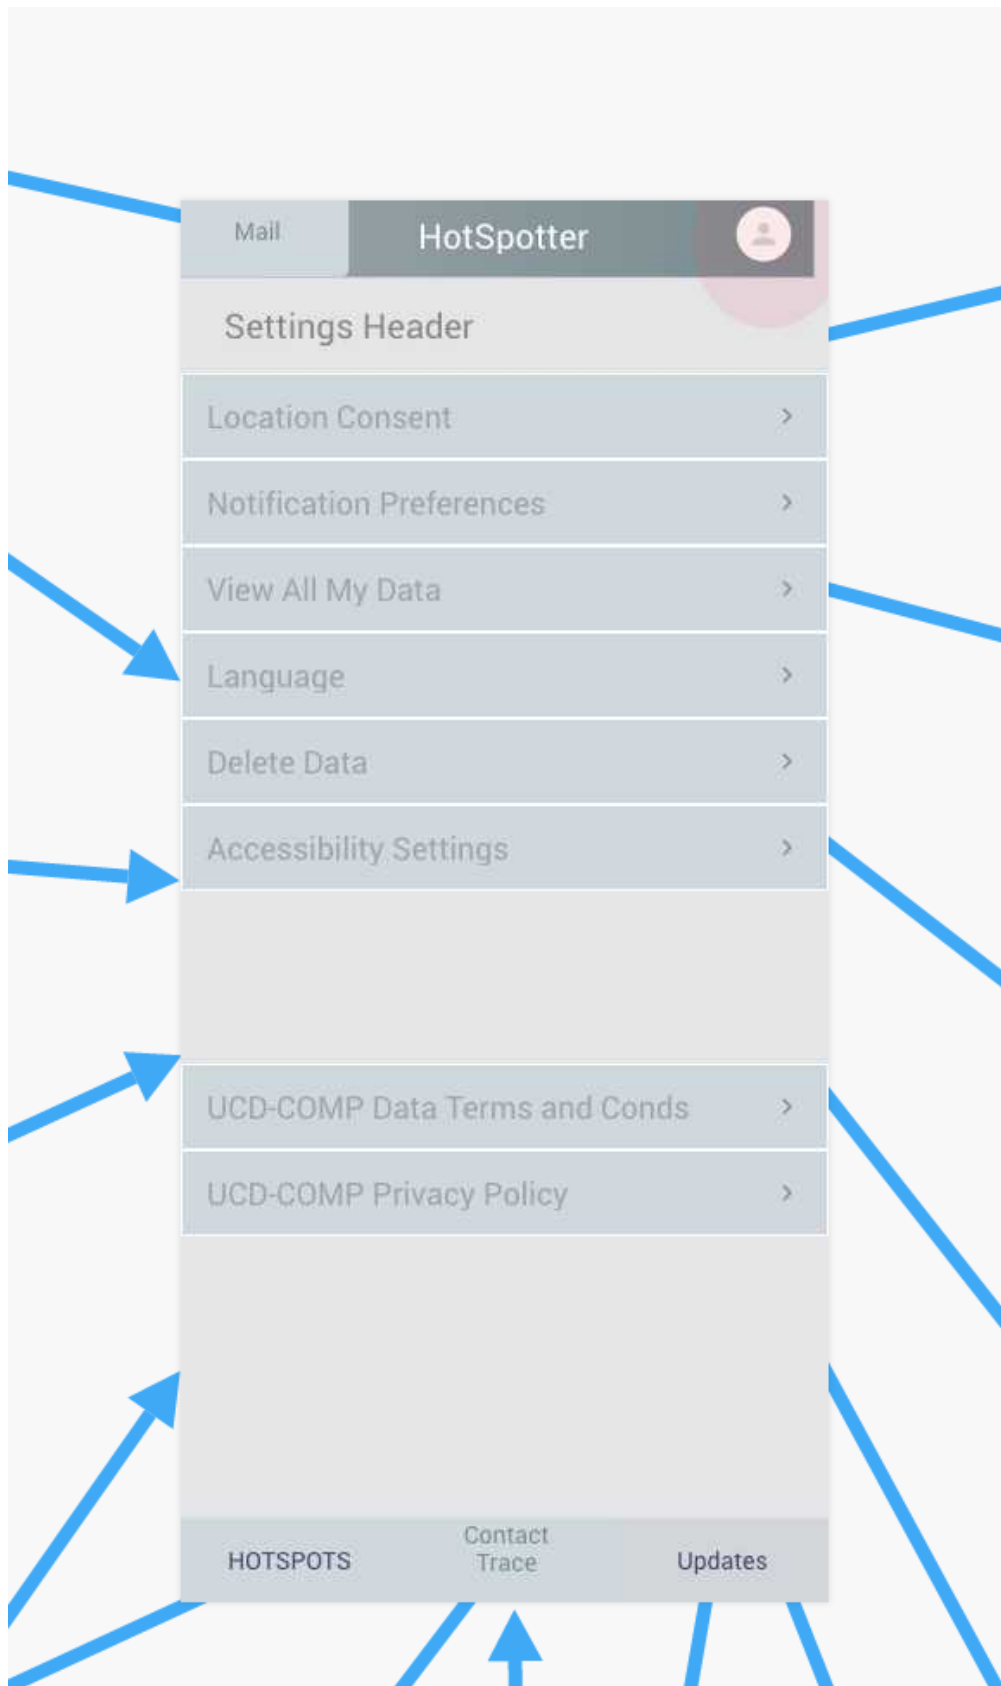 Mail
HotSpotter
Settings Header
Location Consent
Notification Preferences
View All My Data
Language
Delete Data
Accessibility Settings
UCD-COMP Data Terms and Conds
UCD-COMP Privacy Policy
HOTSPOTS
Contact
Trace
Updates